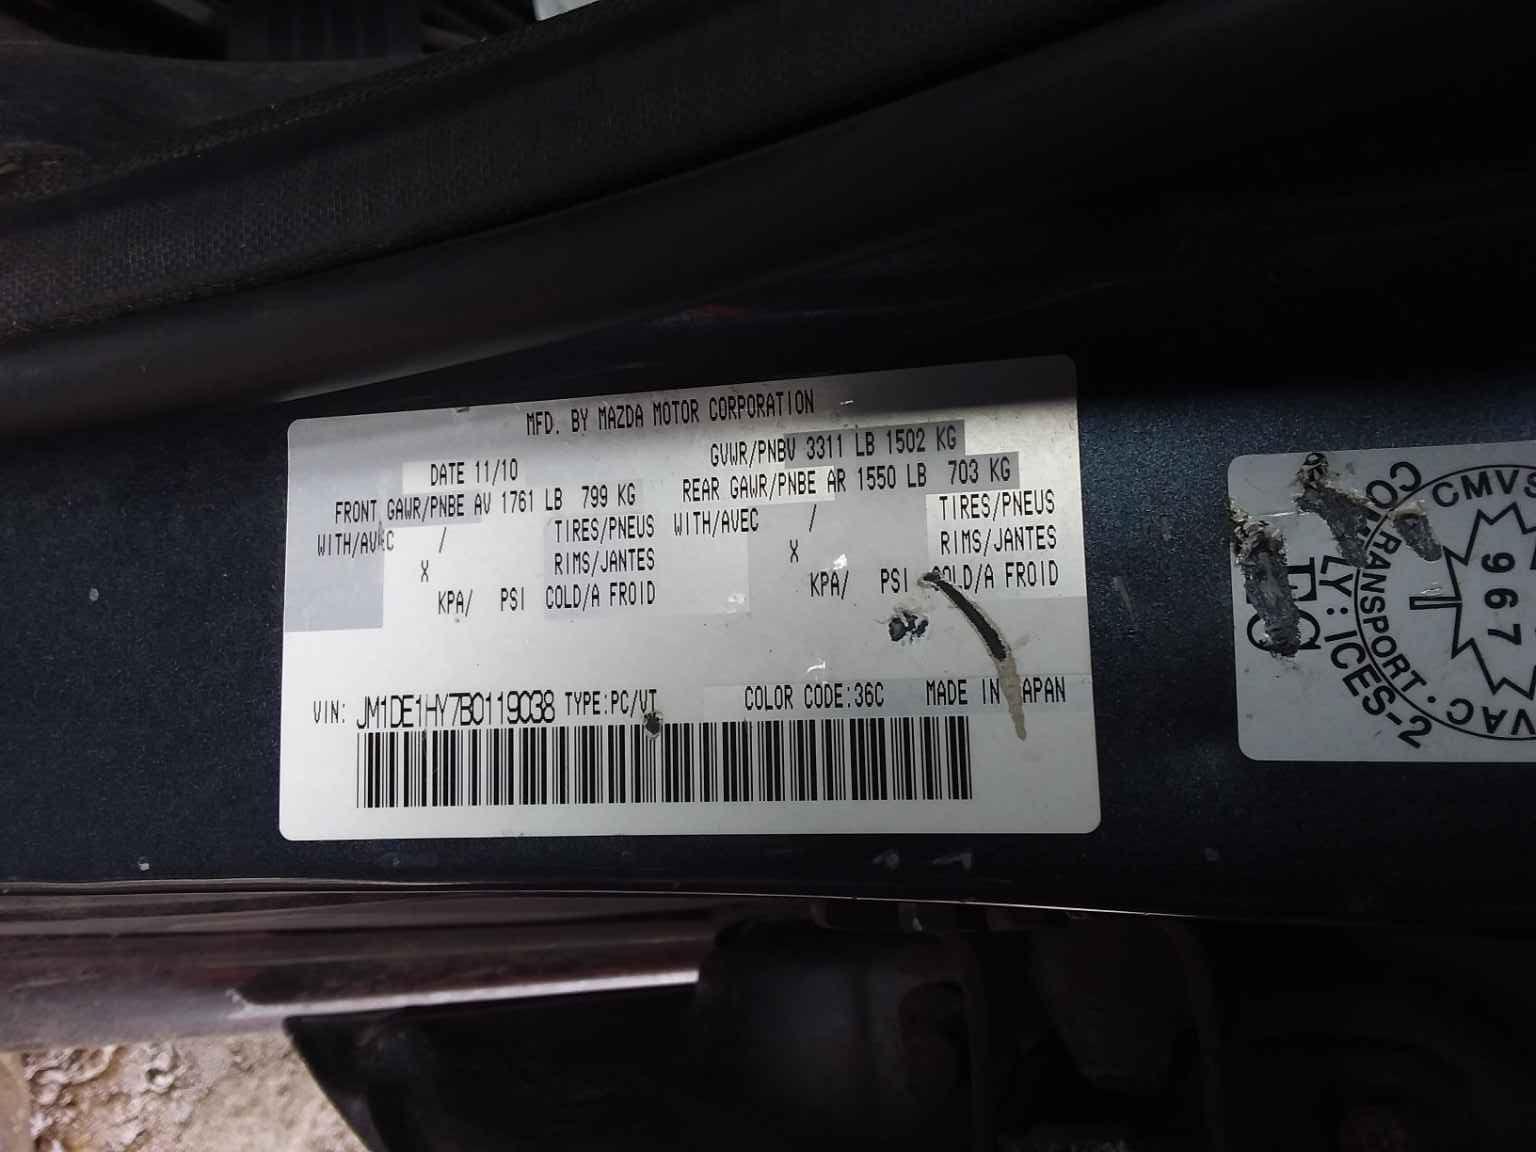 MFD. BY MAZDA MOTOR CORPORATION
DATE 11/10
GVWR/PNBV 3311 LB 1502 KG
FRONT GAWR/PNBE AV 1761 LB 799 KG
REAR GAWR/PNBE AR 1550 LB 703 KG
WITH/AVEC / TIRES/PNEUS
WITH/AVEC / TIRES/PNEUS
X RIMS/JANTES
X RIMS/JANTES
KPA/ PSI COLD/A FROID
KPA/ PSI COLD/A FROID
VIN: JM1DE1HY7B0119038 TYPE:PC/VT COLOR CODE:36C MADE IN JAPAN
CMVS
TRANSPORT
967
LY: ICES-2